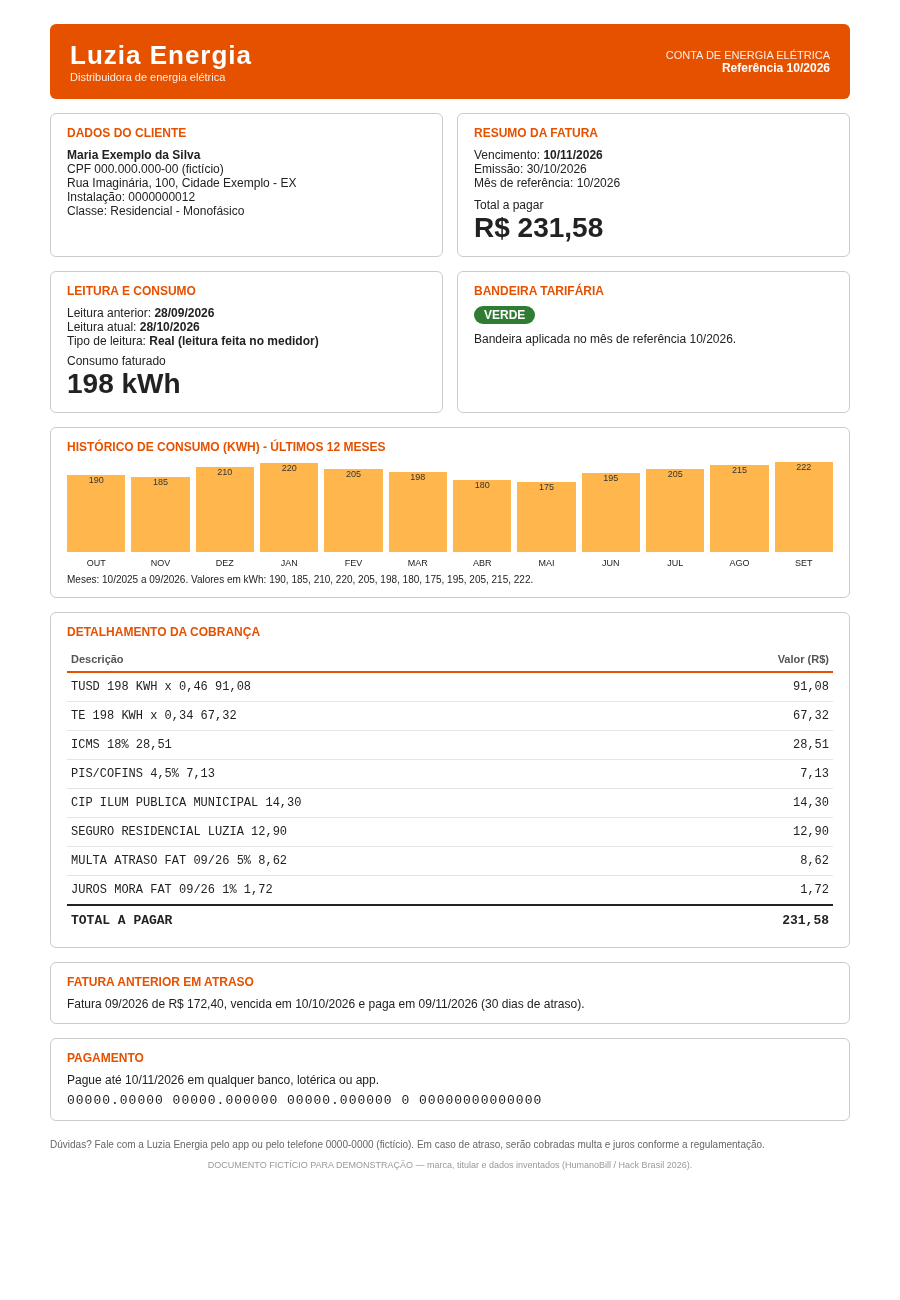 Luzia Energia
Distribuidora de energia elétrica
CONTA DE ENERGIA ELÉTRICA
Referência 10/2026
DADOS DO CLIENTE
Maria Exemplo da Silva
CPF 000.000.000-00 (fictício)
Rua Imaginária, 100, Cidade Exemplo - EX
Instalação: 0000000012
Classe: Residencial - Monofásico
RESUMO DA FATURA
Vencimento: 10/11/2026
Emissão: 30/10/2026
Mês de referência: 10/2026
Total a pagar
R$ 231,58
LEITURA E CONSUMO
Leitura anterior: 28/09/2026
Leitura atual: 28/10/2026
Tipo de leitura: Real (leitura feita no medidor)
Consumo faturado
198 kWh
BANDEIRA TARIFÁRIA
VERDE
Bandeira aplicada no mês de referência 10/2026.
HISTÓRICO DE CONSUMO (KWH) - ÚLTIMOS 12 MESES
190 185 210 220 205 198 180 175 195 205 215 222
OUT NOV DEZ JAN FEV MAR ABR MAI JUN JUL AGO SET
Meses: 10/2025 a 09/2026. Valores em kWh: 190, 185, 210, 220, 205, 198, 180, 175, 195, 205, 215, 222.
DETALHAMENTO DA COBRANÇA
Descrição Valor (R$)
TUSD 198 KWH x 0,46 91,08 91,08
TE 198 KWH x 0,34 67,32 67,32
ICMS 18% 28,51 28,51
PIS/COFINS 4,5% 7,13 7,13
CIP ILUM PUBLICA MUNICIPAL 14,30 14,30
SEGURO RESIDENCIAL LUZIA 12,90 12,90
MULTA ATRASO FAT 09/26 5% 8,62 8,62
JUROS MORA FAT 09/26 1% 1,72 1,72
TOTAL A PAGAR 231,58
FATURA ANTERIOR EM ATRASO
Fatura 09/2026 de R$ 172,40, vencida em 10/10/2026 e paga em 09/11/2026 (30 dias de atraso).
PAGAMENTO
Pague até 10/11/2026 em qualquer banco, lotérica ou app.
00000.00000 00000.000000 00000.000000 0 00000000000000
Dúvidas? Fale com a Luzia Energia pelo app ou pelo telefone 0000-0000 (fictício). Em caso de atraso, serão cobradas multa e juros conforme a regulamentação.
DOCUMENTO FICTÍCIO PARA DEMONSTRAÇÃO — marca, titular e dados inventados (HumanoBill / Hack Brasil 2026).